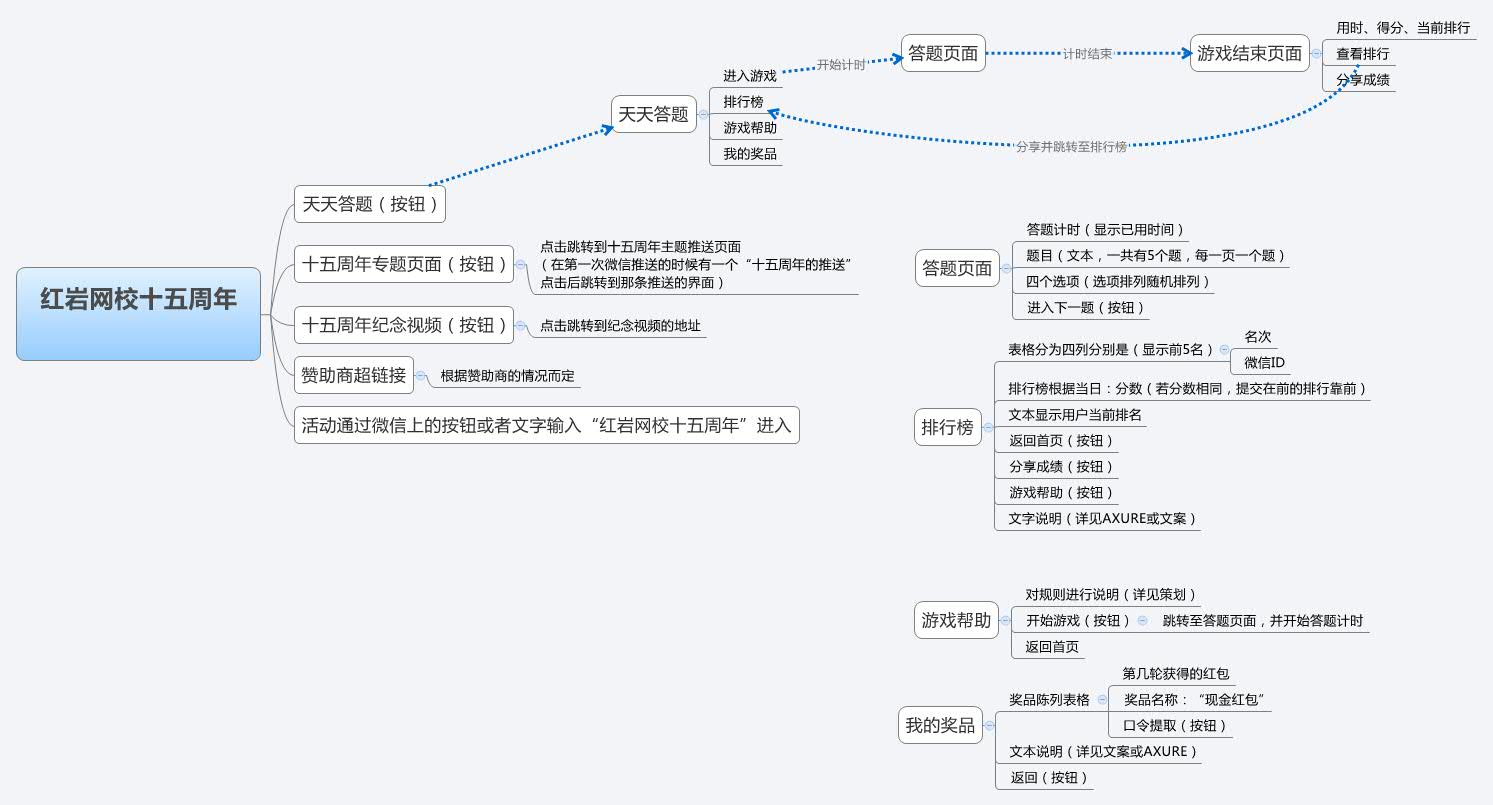 红岩网校十五周年
天天答题（按钮）
十五周年专题页面（按钮）
点击跳转到十五周年主题推送页面
（在第一次微信推送的时候有一个“十五周年的推送”
点击后跳转到那条推送的界面）
十五周年纪念视频（按钮）
点击跳转到纪念视频的地址
赞助商超链接
根据赞助商的情况而定
活动通过微信上的按钮或者文字输入“红岩网校十五周年”进入
天天答题
进入游戏
排行榜
游戏帮助
我的奖品
开始计时
答题页面
计时结束
游戏结束页面
用时、得分、当前排行
查看排行
分享成绩
分享并跳转至排行榜
答题页面
答题计时（显示已用时间）
题目（文本，一共有5个题，每一页一个题）
四个选项（选项排列随机排列）
进入下一题（按钮）
排行榜
表格分为四列分别是（显示前5名）
名次
微信ID
排行榜根据当日：分数（若分数相同，提交在前的排行靠前）
文本显示用户当前排名
返回首页（按钮）
分享成绩（按钮）
游戏帮助（按钮）
文字说明（详见AXURE或文案）
游戏帮助
对规则进行说明（详见策划）
开始游戏（按钮）
跳转至答题页面，并开始答题计时
返回首页
我的奖品
奖品陈列表格
第几轮获得的红包
奖品名称：“现金红包”
口令提取（按钮）
文本说明（详见文案或AXURE）
返回（按钮）